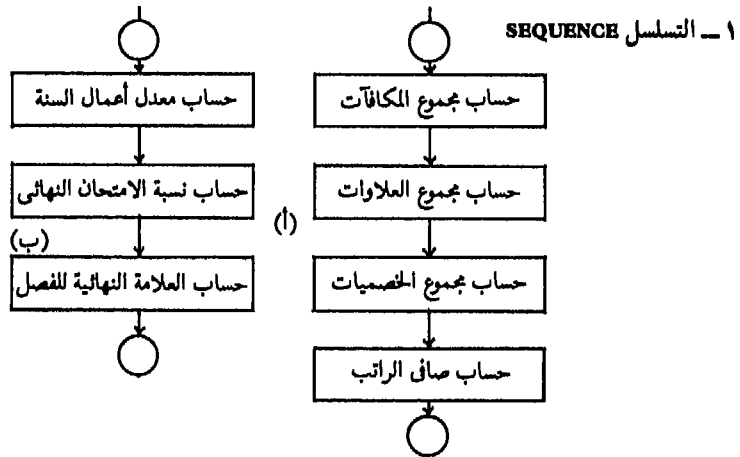 ١ ــ التسلسل SEQUENCE
حساب مجموع المكافآت
حساب مجموع العلاوات
(أ)
حساب مجموع الخصميات
حساب صافى الراتب
حساب معدل أعمال السنة
حساب نسبة الامتحان النهائى
(ب)
حساب العلامة النهائية للفصل